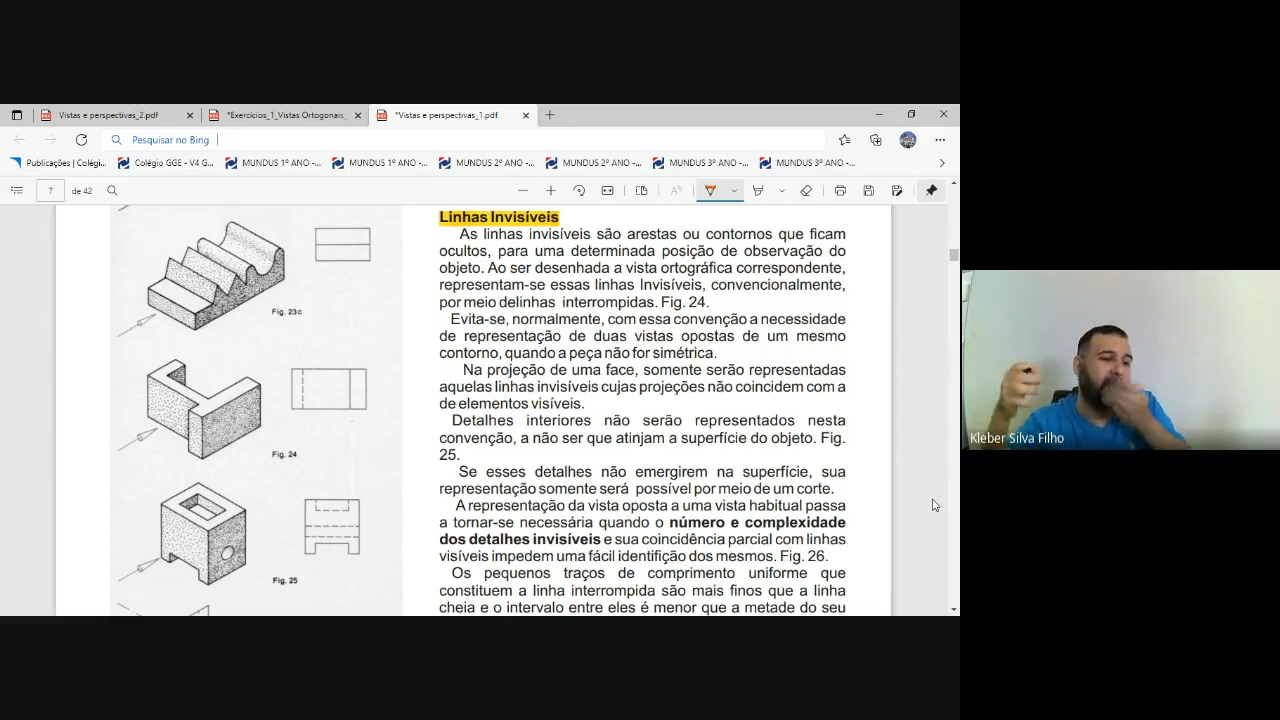 Vistas e perspectivas_2.pdf
*Exercícios_1_Vistas Ortogonais_
*Vistas e perspectivas_1.pdf
Pesquisar no Bing
Publicações | Colégi...
Colégio GGE - V4 G...
MUNDUS 1º ANO -...
MUNDUS 1º ANO -...
MUNDUS 2º ANO -...
MUNDUS 2º ANO -...
MUNDUS 3º ANO -...
MUNDUS 3º ANO -...
7 de 42
Fig. 23c
Fig. 24
Fig. 25
Linhas Invisíveis
As linhas invisíveis são arestas ou contornos que ficam
ocultos, para uma determinada posição de observação do
objeto. Ao ser desenhada a vista ortográfica correspondente,
representam-se essas linhas Invisíveis, convencionalmente,
por meio delinhas interrompidas. Fig. 24.
Evita-se, normalmente, com essa convenção a necessidade
de representação de duas vistas opostas de um mesmo
contorno, quando a peça não for simétrica.
Na projeção de uma face, somente serão representadas
aquelas linhas invisíveis cujas projeções não coincidem com a
de elementos visíveis.
Detalhes interiores não serão representados nesta
convenção, a não ser que atinjam a superfície do objeto. Fig.
25.
Se esses detalhes não emergirem na superfície, sua
representação somente será possível por meio de um corte.
A representação da vista oposta a uma vista habitual passa
a tornar-se necessária quando o número e complexidade
dos detalhes invisíveis e sua coincidência parcial com linhas
visíveis impedem uma fácil identifição dos mesmos. Fig. 26.
Os pequenos traços de comprimento uniforme que
constituem a linha interrompida são mais finos que a linha
cheia e o intervalo entre eles é menor que a metade do seu
Kleber Silva Filho